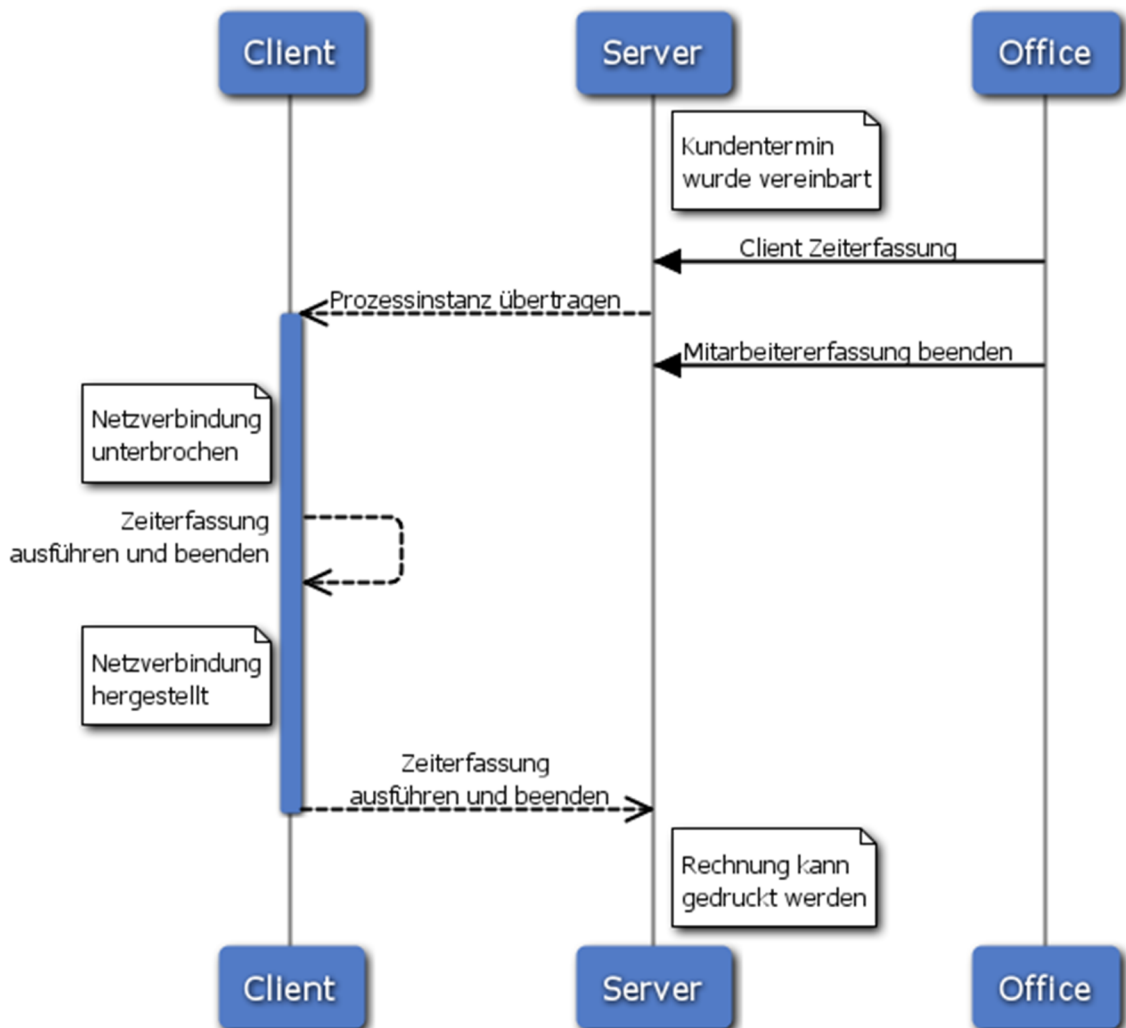 Client
Server
Office
Kundentermin
wurde vereinbart
Client Zeiterfassung
Prozessinstanz übertragen
Mitarbeitererfassung beenden
Netzverbindung
unterbrochen
Zeiterfassung
ausführen und beenden
Netzverbindung
hergestellt
Zeiterfassung
ausführen und beenden
Rechnung kann
gedruckt werden
Client
Server
Office